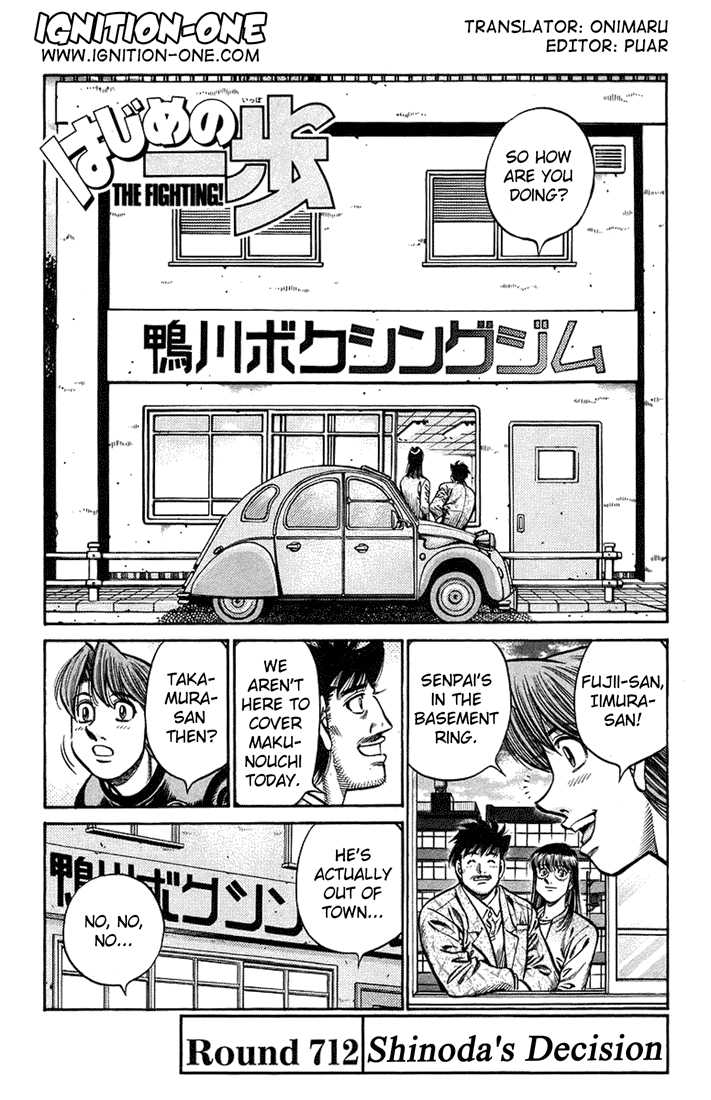 IGNITION-ONE
WWW.IGNITION-ONE.COM
TRANSLATOR: ONIMARU
EDITOR: PUAR
はじめの一歩
いっぽ
THE FIGHTING!
SO HOW
ARE YOU
DOING?
鴨川ボクシングジム
FUJII-SAN,
IIMURA-
SAN!
SENPAI'S
IN THE
BASEMENT
RING.
WE
AREN'T
HERE TO
COVER
MAKU-
NOUCHI
TODAY.
TAKA-
MURA-
SAN
THEN?
HE'S
ACTUALLY
OUT OF
TOWN...
鴨川ボクシン
NO, NO,
NO...
Round 712
Shinoda's Decision